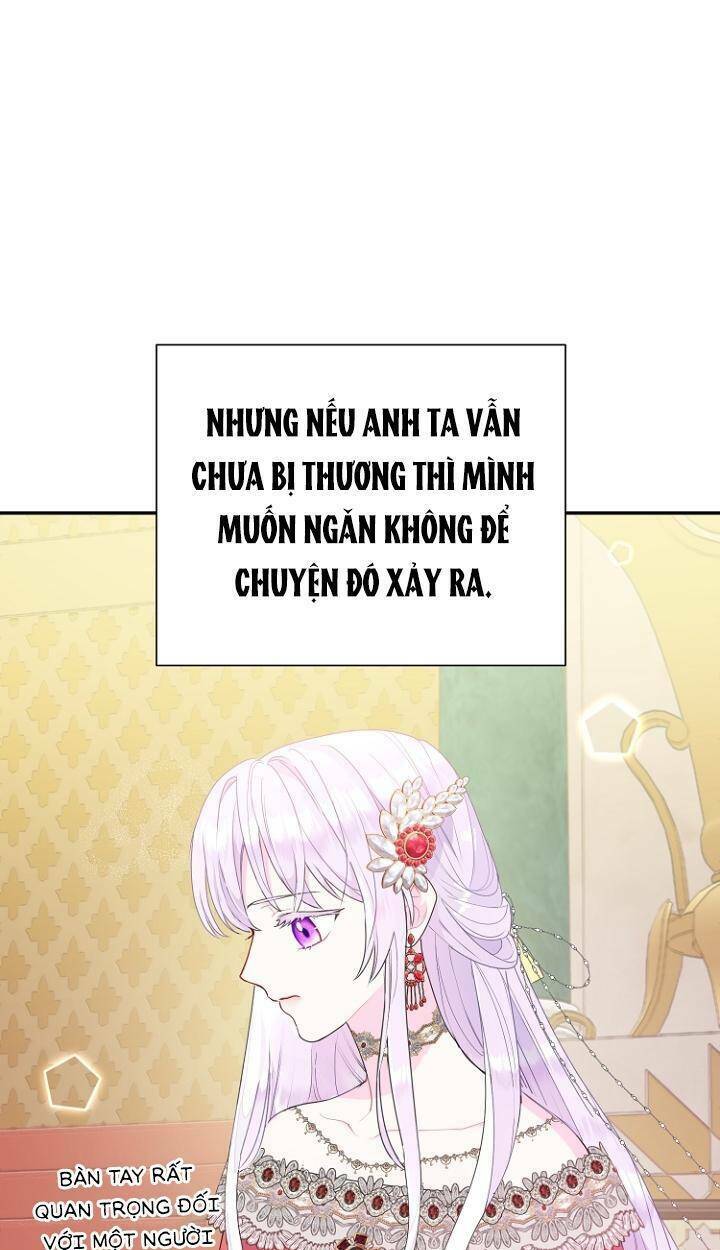 NHƯNG NẾU ANH TA VẪN
CHƯA BỊ THƯƠNG THÌ MÌNH
MUỐN NGĂN KHÔNG ĐỂ
CHUYỆN ĐÓ XẢY RA.
BÀN TAY RẤT
QUAN TRỌNG ĐỐI
VỚI MỘT NGƯỜI